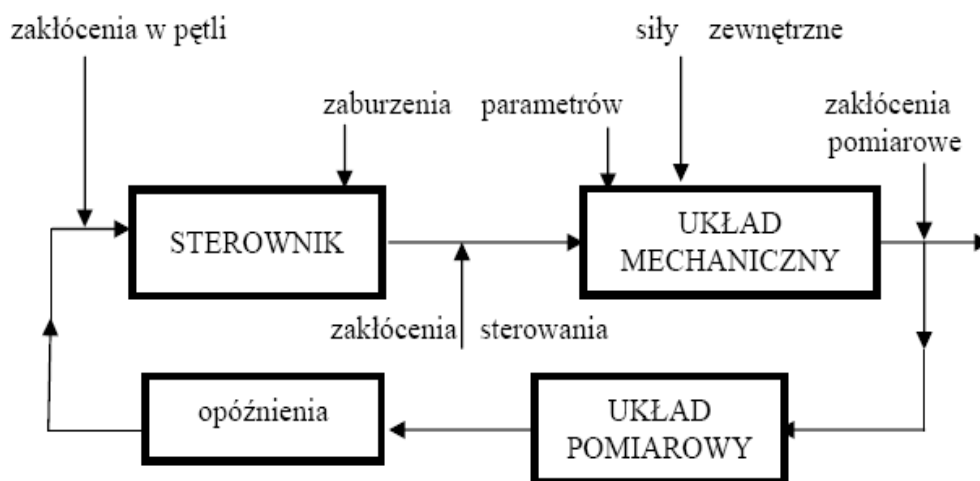 zakłócenia w pętli
siły zewnętrzne
zaburzenia parametrów
zakłócenia
pomiarowe
STEROWNIK
UKŁAD
MECHANICZNY
zakłócenia sterowania
opóźnienia
UKŁAD
POMIAROWY